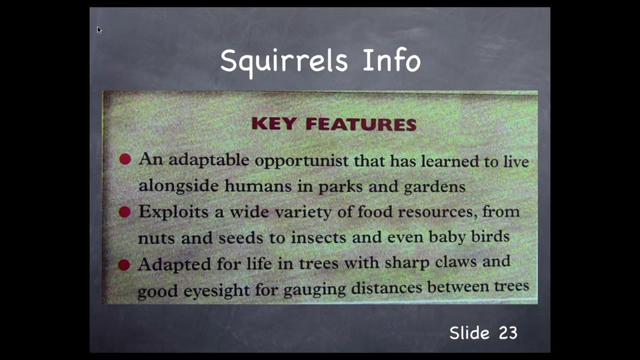 Squirrels Info
KEY FEATURES
● An adaptable opportunist that has learned to live
alongside humans in parks and gardens
● Exploits a wide variety of food resources, from
nuts and seeds to insects and even baby birds
● Adapted for life in trees with sharp claws and
good eyesight for gauging distances between trees
Slide 23